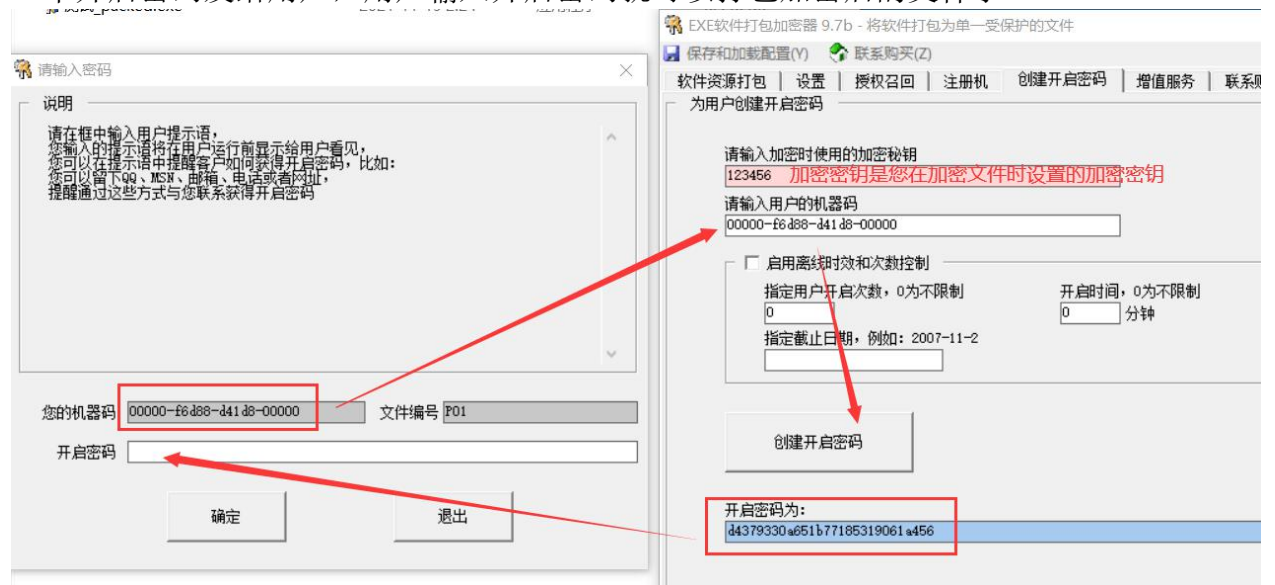 EXE软件打包加密器 9.7b - 将软件打包为单一受保护的文件
保存和加载配置(Y) 联系购买(Z)
软件资源打包 设置 授权召回 注册机 创建开启密码 增值服务
为用户创建开启密码
请输入加密时使用的加密秘钥
123456 加密密钥是您在加密文件时设置的加密密钥
请输入用户的机器码
00000-f6d88-d41d8-00000
启用离线时效和次数控制
指定用户开启次数，0为不限制
0
开启时间，0为不限制
0 分钟
指定截止日期，例如：2007-11-2
创建开启密码
开启密码为：
d4379330a651b77185319061a456
请输入密码
说明
请在框中输入用户提示语，
您输入的提示语将在用户运行前显示给用户看见，
您可以在提示语中提醒客户如何获得开启密码，比如：
您可以留下QQ、MSN、邮箱、电话或者网址，
提醒通过这些方式与您联系获得开启密码
您的机器码 00000-f6d88-d41d8-00000 文件编号 P01
开启密码
确定 退出